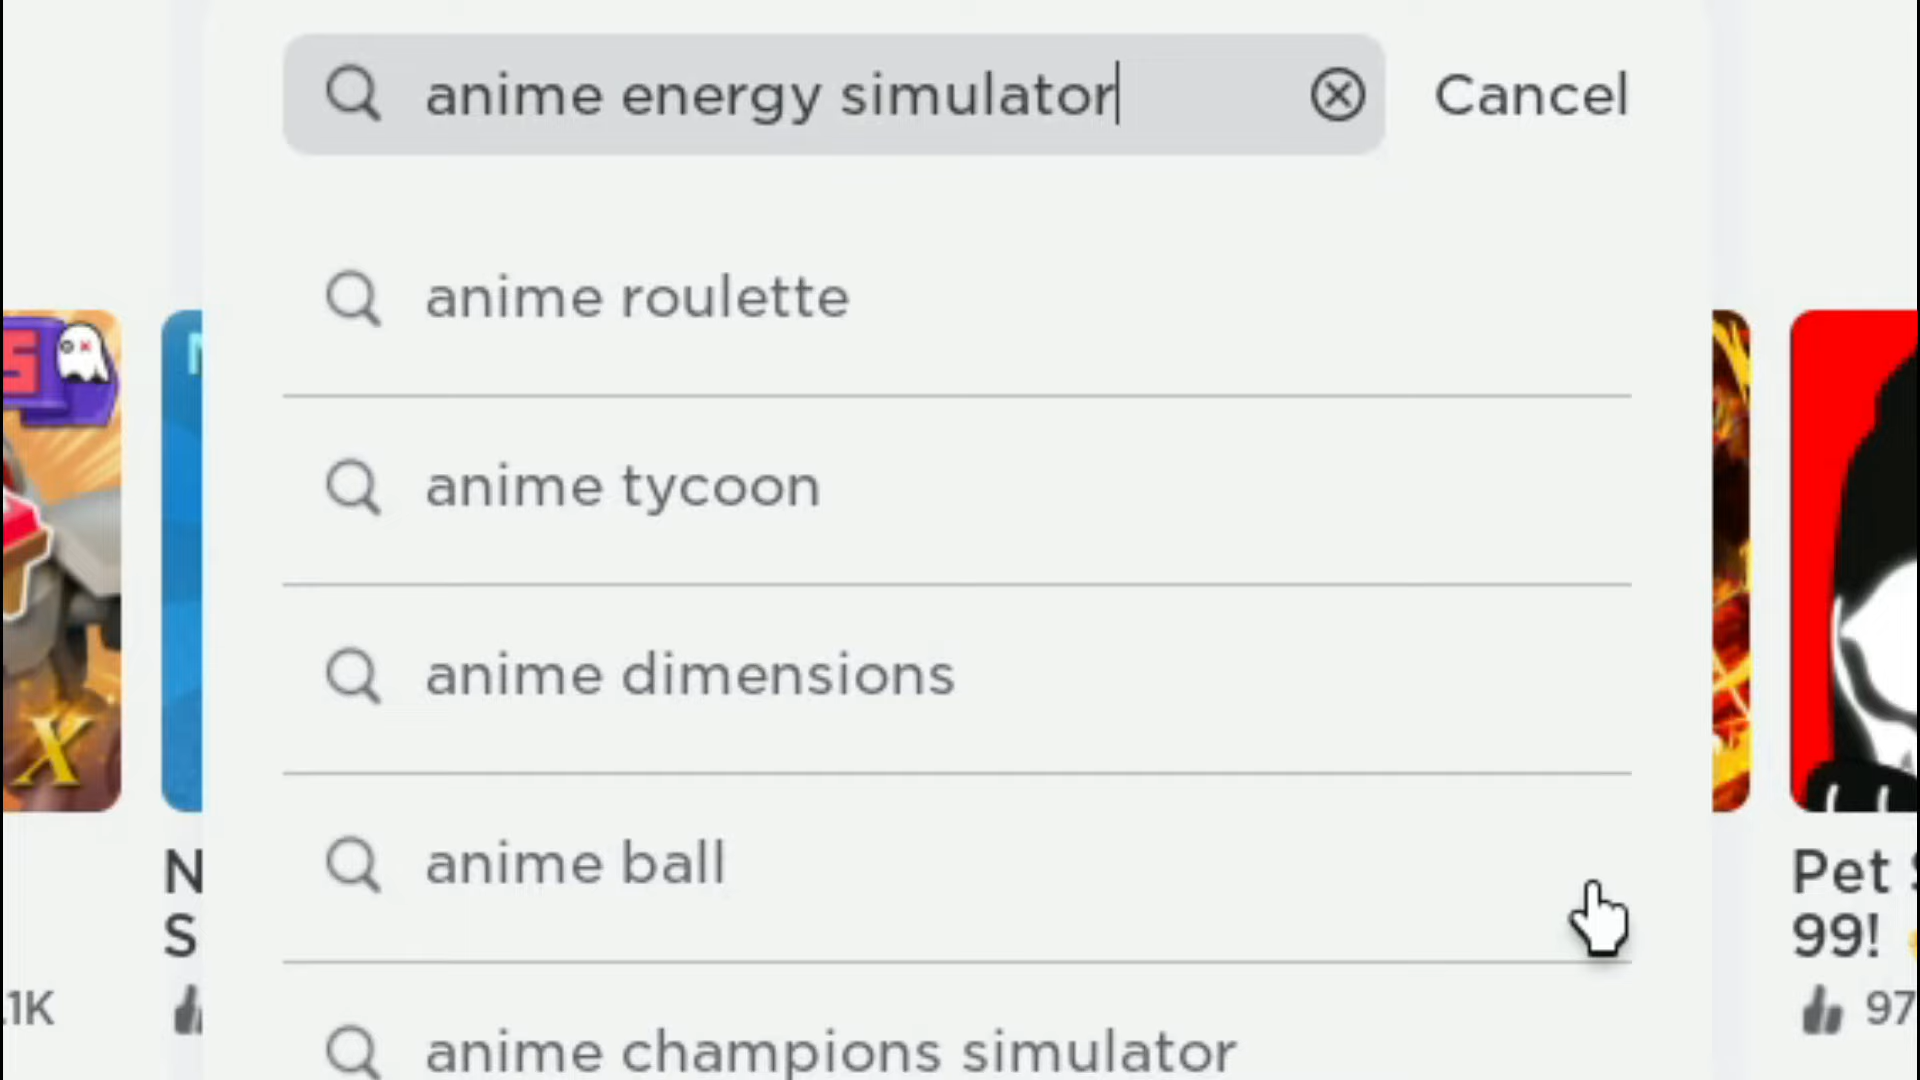 anime energy simulator
Cancel
anime roulette
anime tycoon
anime dimensions
anime ball
anime champions simulator
S
X
N
S
.1K
Pet
99!
97